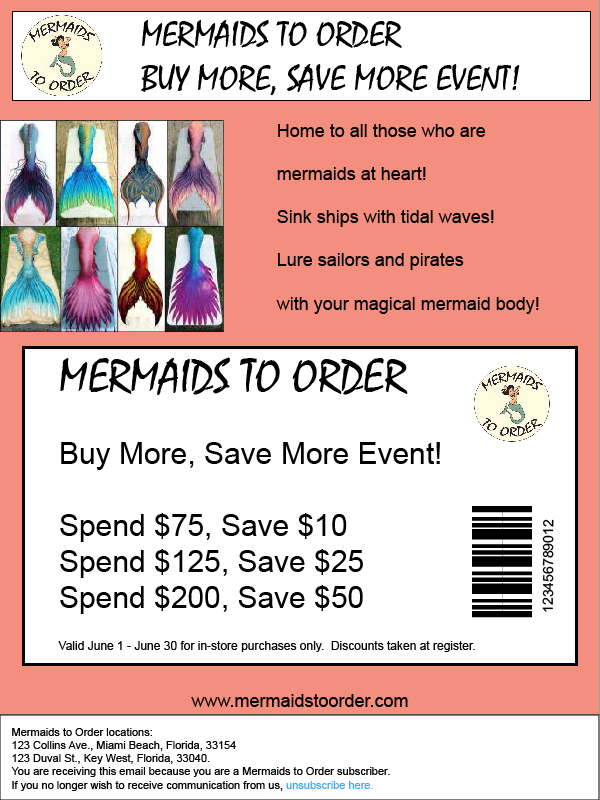 MERMAIDS
TO ORDER
MERMAIDS TO ORDER
BUY MORE, SAVE MORE EVENT!
Home to all those who are
mermaids at heart!
Sink ships with tidal waves!
Lure sailors and pirates
with your magical mermaid body!
MERMAIDS TO ORDER
MERMAIDS
TO ORDER
Buy More, Save More Event!
Spend $75, Save $10
Spend $125, Save $25
Spend $200, Save $50
123456789012
Valid June 1 - June 30 for in-store purchases only.  Discounts taken at register.
www.mermaidstoorder.com
Mermaids to Order locations:
123 Collins Ave., Miami Beach, Florida, 33154
123 Duval St., Key West, Florida, 33040.
You are receiving this email because you are a Mermaids to Order subscriber.
If you no longer wish to receive communication from us, unsubscribe here.